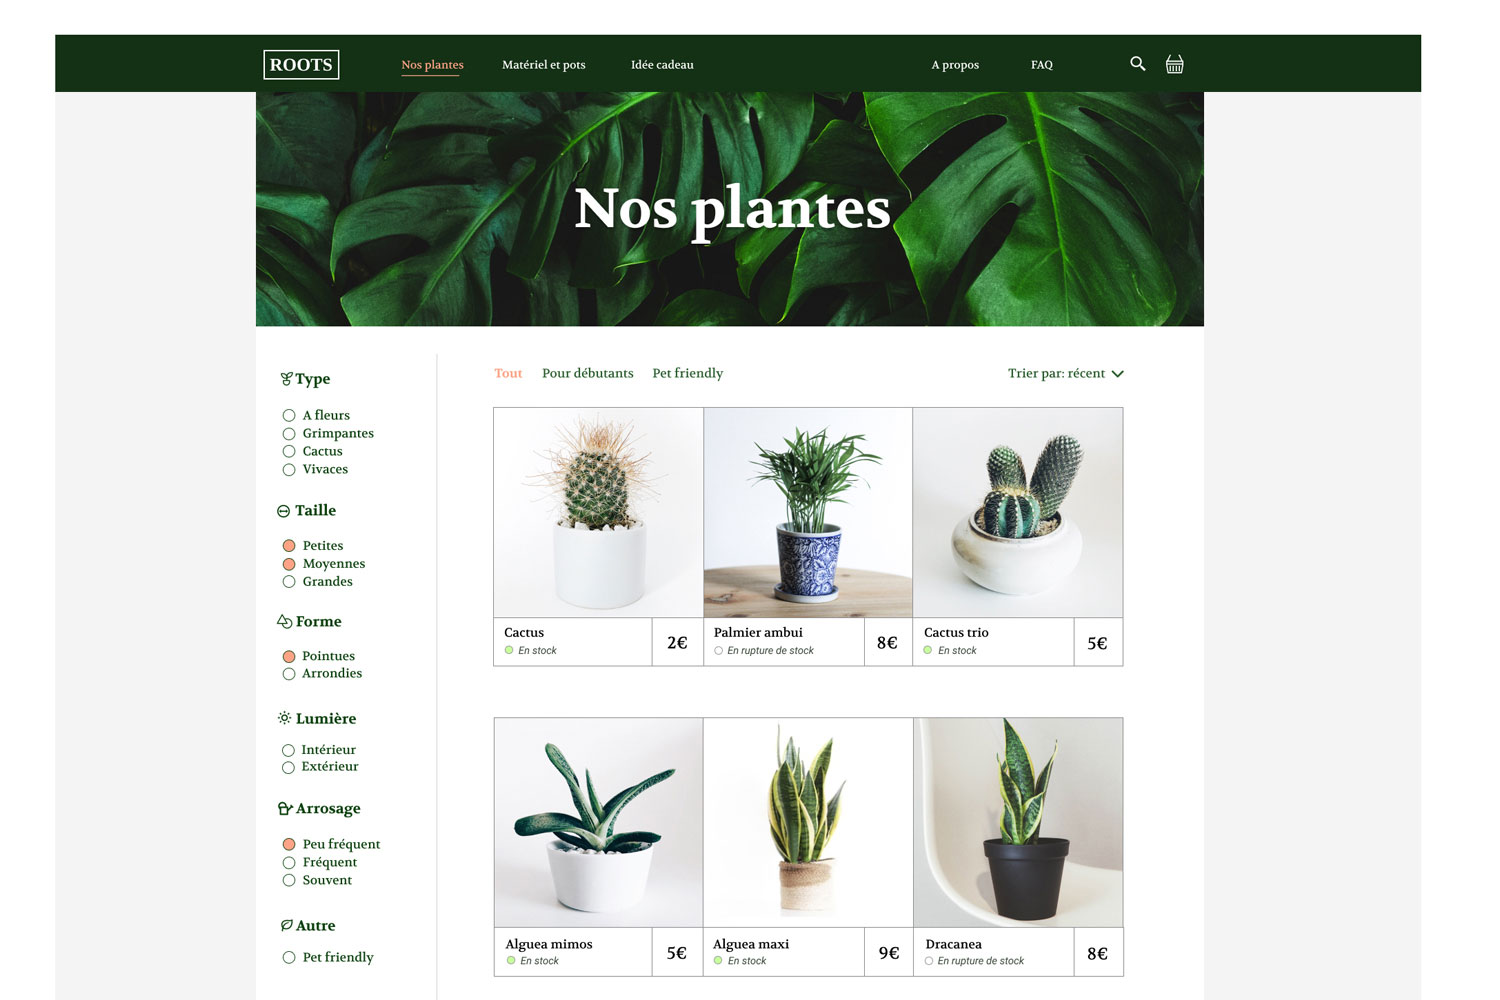 ROOTS
Nos plantes
Matériel et pots
Idée cadeau
A propos
FAQ
Nos plantes
Type
A fleurs
Grimpantes
Cactus
Vivaces
Taille
Petites
Moyennes
Grandes
Forme
Pointues
Arrondies
Lumière
Intérieur
Extérieur
Arrosage
Peu fréquent
Fréquent
Souvent
Autre
Pet friendly
Tout
Pour débutants
Pet friendly
Trier par: récent
Cactus
En stock
2€
Palmier ambui
En rupture de stock
8€
Cactus trio
En stock
5€
Alguea mimos
En stock
5€
Alguea maxi
En stock
9€
Dracanea
En rupture de stock
8€